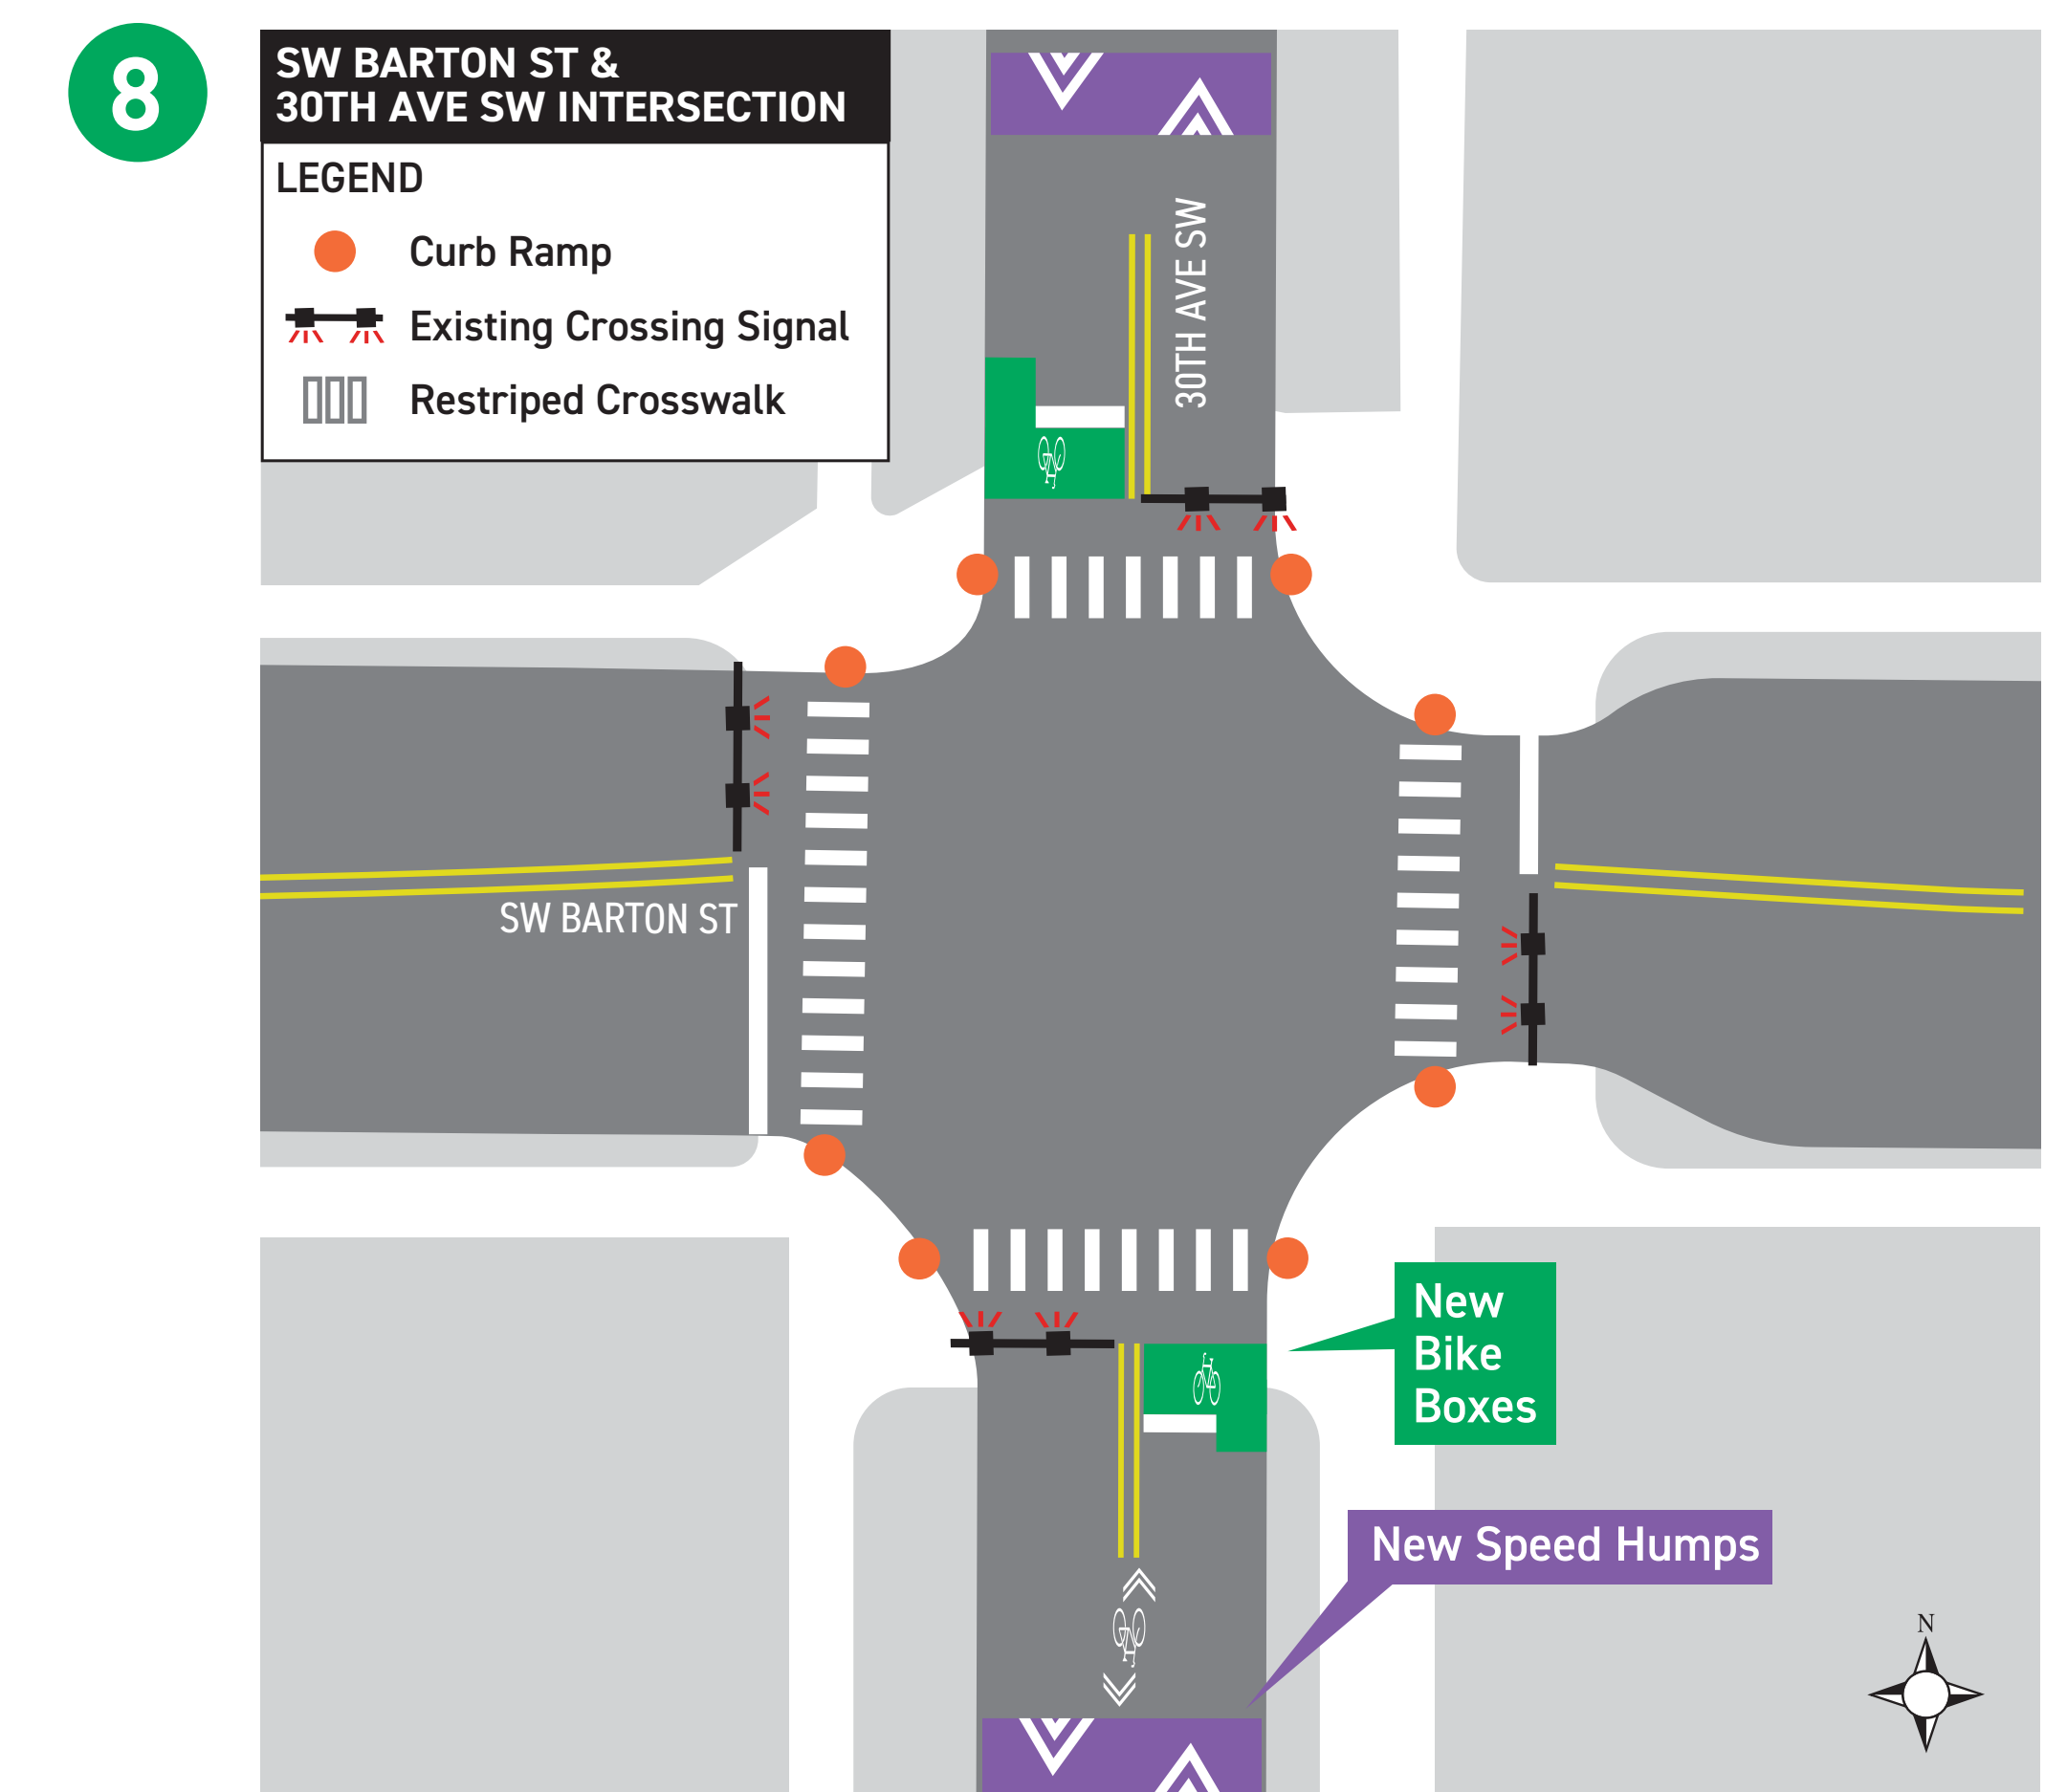 8
SW BARTON ST &
30TH AVE SW INTERSECTION
LEGEND
Curb Ramp
Existing Crossing Signal
Restriped Crosswalk
30TH AVE SW
SW BARTON ST
New
Bike
Boxes
New Speed Humps
N